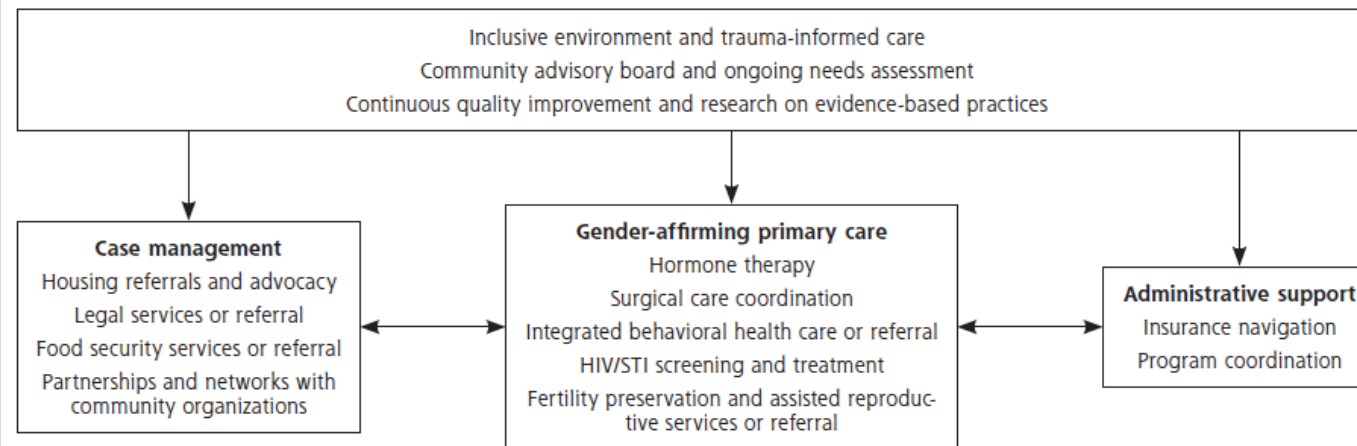 Inclusive environment and trauma-informed care
Community advisory board and ongoing needs assessment
Continuous quality improvement and research on evidence-based practices
Case management
Housing referrals and advocacy
Legal services or referral
Food security services or referral
Partnerships and networks with
community organizations
Gender-affirming primary care
Hormone therapy
Surgical care coordination
Integrated behavioral health care or referral
HIV/STI screening and treatment
Fertility preservation and assisted reproduc-
tive services or referral
Administrative support
Insurance navigation
Program coordination